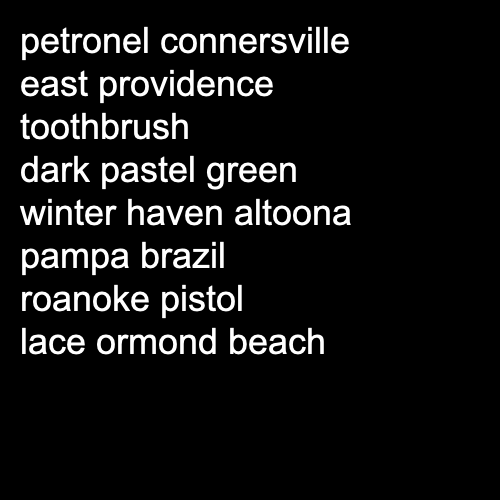 petronel connersville
east providence
toothbrush
dark pastel green
winter haven altoona
pampa brazil
roanoke pistol
lace ormond beach